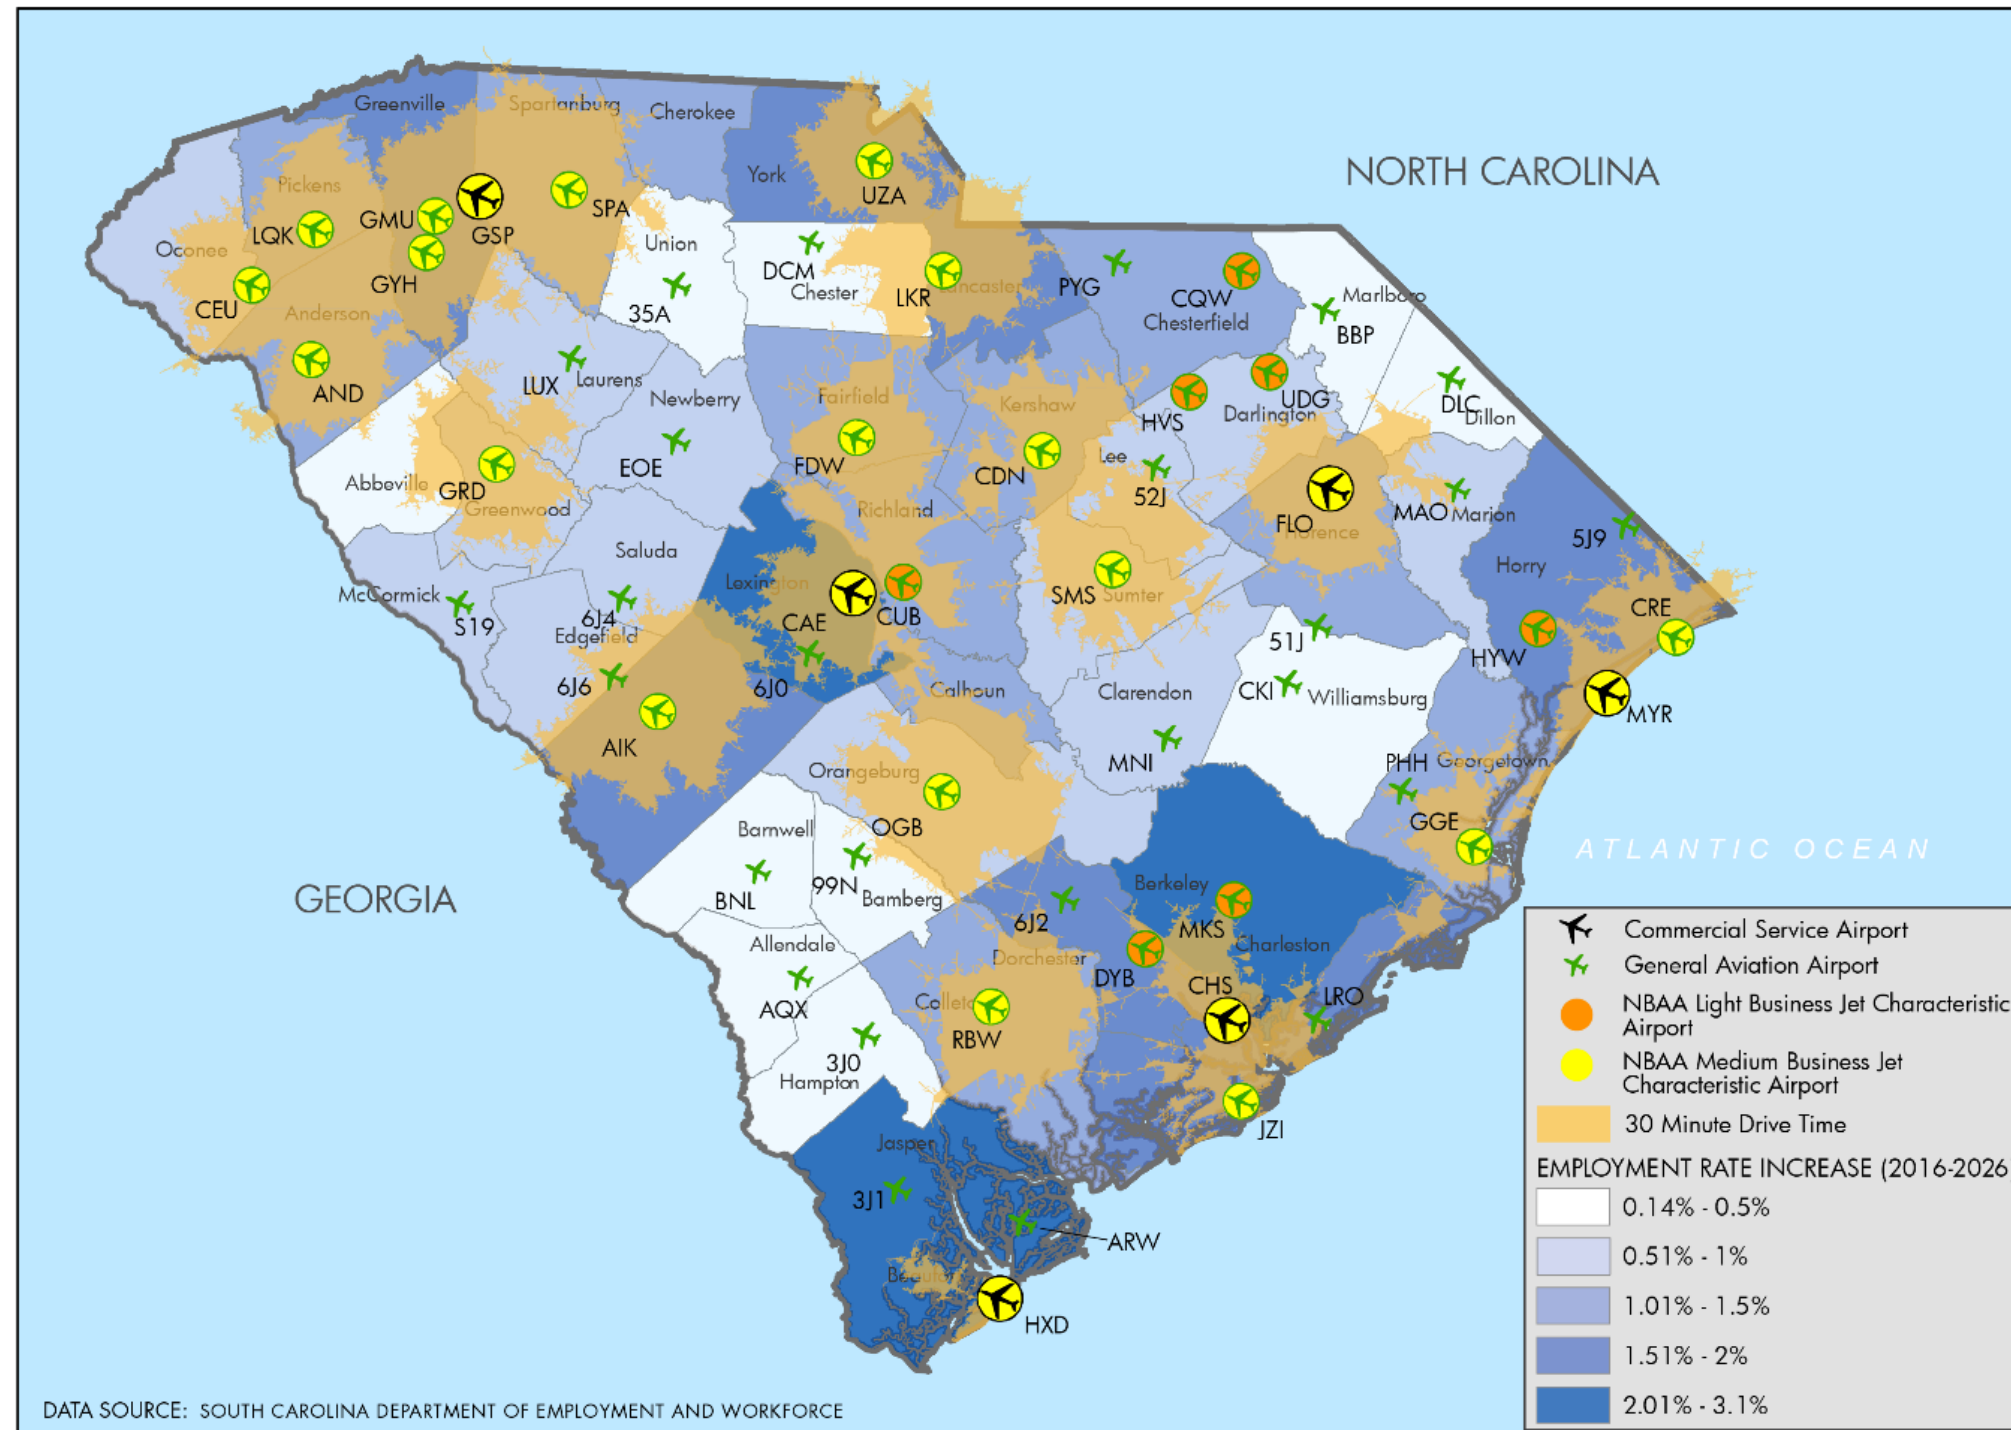 Greenville
Spartanburg
Cherokee
York
NORTH CAROLINA
Pickens
UZA
LQK
GMU
GSP
SPA
Oconee
Union
GYH
DCM
Chester
LKR
Lancaster
PYG
CQW
Chesterfield
Marlboro
BBP
CEU
Anderson
35A
AND
LUX
Laurens
Newberry
Fairfield
Kershaw
HVS
UDG
Darlington
DLC
Dillon
Abbeville
GRD
Greenwood
EOE
FDW
CDN
Lee
52J
Richland
FLO
Florence
MAO
Marion
5J9
Horry
Saluda
McCormick
S19
6J4
Edgefield
Lexington
CAE
CUB
SMS
Sumter
CRE
HYW
51J
6J6
6J0
Calhoun
Clarendon
CKI
Williamsburg
MYR
AIK
MNI
Orangeburg
PHH
Georgetown
OGB
GGE
Barnwell
ATLANTIC OCEAN
GEORGIA
BNL
99N
Bamberg
6J2
Berkeley
MKS
Charleston
Allendale
Dorchester
DYB
CHS
LRO
AQX
Colleton
RBW
3J0
Hampton
JZI
Jasper
3J1
ARW
Beaufort
HXD
Commercial Service Airport
General Aviation Airport
NBAA Light Business Jet Characteristic
Airport
NBAA Medium Business Jet
Characteristic Airport
30 Minute Drive Time
EMPLOYMENT RATE INCREASE (2016-2026
0.14% - 0.5%
0.51% - 1%
1.01% - 1.5%
1.51% - 2%
2.01% - 3.1%
DATA SOURCE: SOUTH CAROLINA DEPARTMENT OF EMPLOYMENT AND WORKFORCE